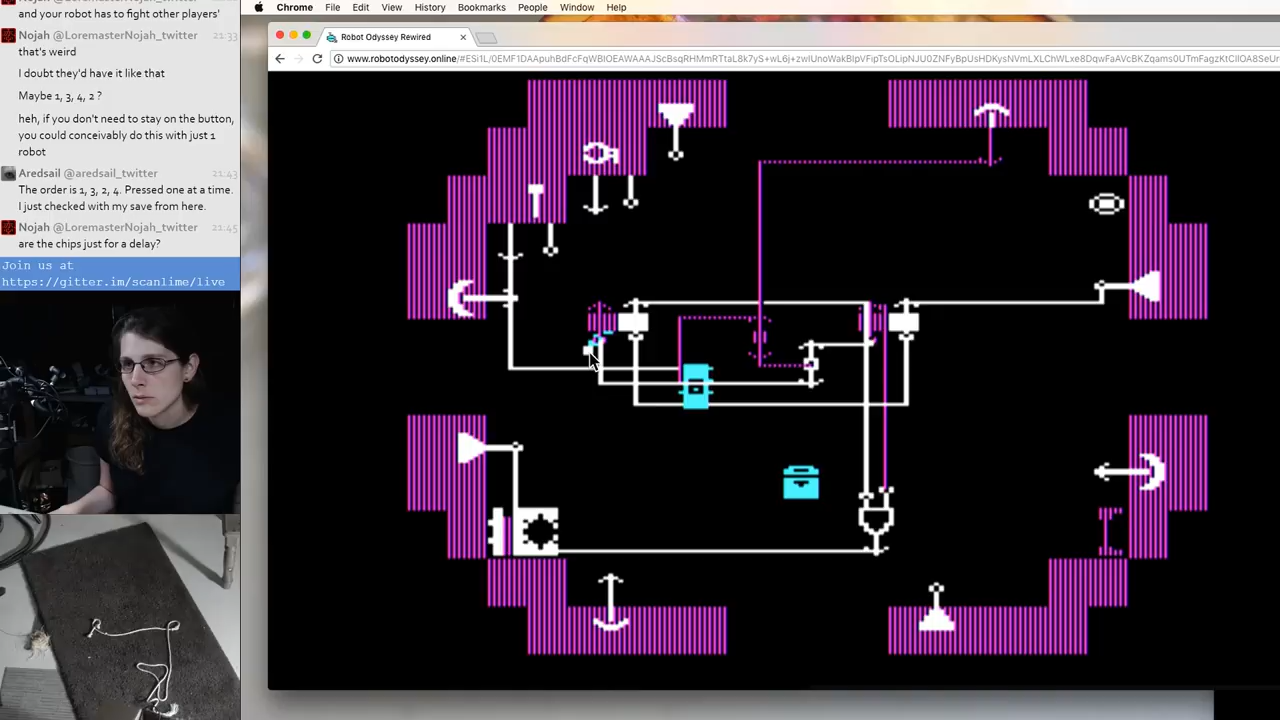 Chrome File Edit View History Bookmarks People Window Help
Robot Odyssey Rewired
and your robot has to fight other players'
Nojah @LoremasterNojah_twitter 21:33
that's weird
I doubt they'd have it like that
Maybe 1, 3, 4, 2 ?
heh, if you don't need to stay on the button,
you could conceivably do this with just 1
robot
Aredsail @aredsail_twitter 21:43
The order is 1, 3, 2, 4. Pressed one at a time.
I just checked with my save from here.
Nojah @LoremasterNojah_twitter 21:45
are the chips just for a delay?
Join us at
https://gitter.im/scanlime/live